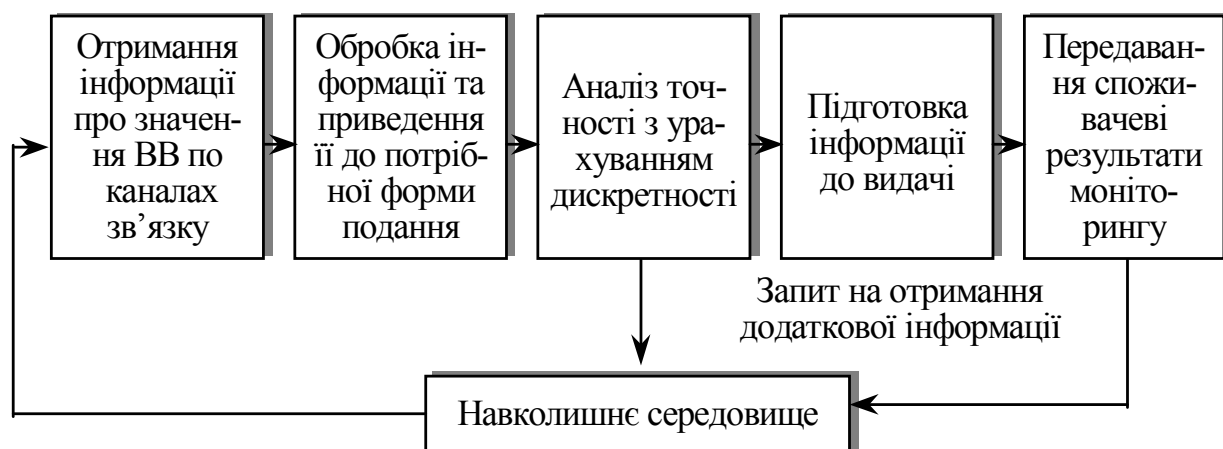 Отримання
інформації
про значен-
ня ВВ по
каналах
зв’язку
Обробка ін-
формації та
приведення
її до потріб-
ної форми
подання
Аналіз точ-
ності з ура-
хуванням
дискретності
Підготовка
інформації
до видачі
Передаван-
ня спожи-
вачеві
результати
моніто-
рингу
Запит на отримання
додаткової інформації
Навколишнє середовище